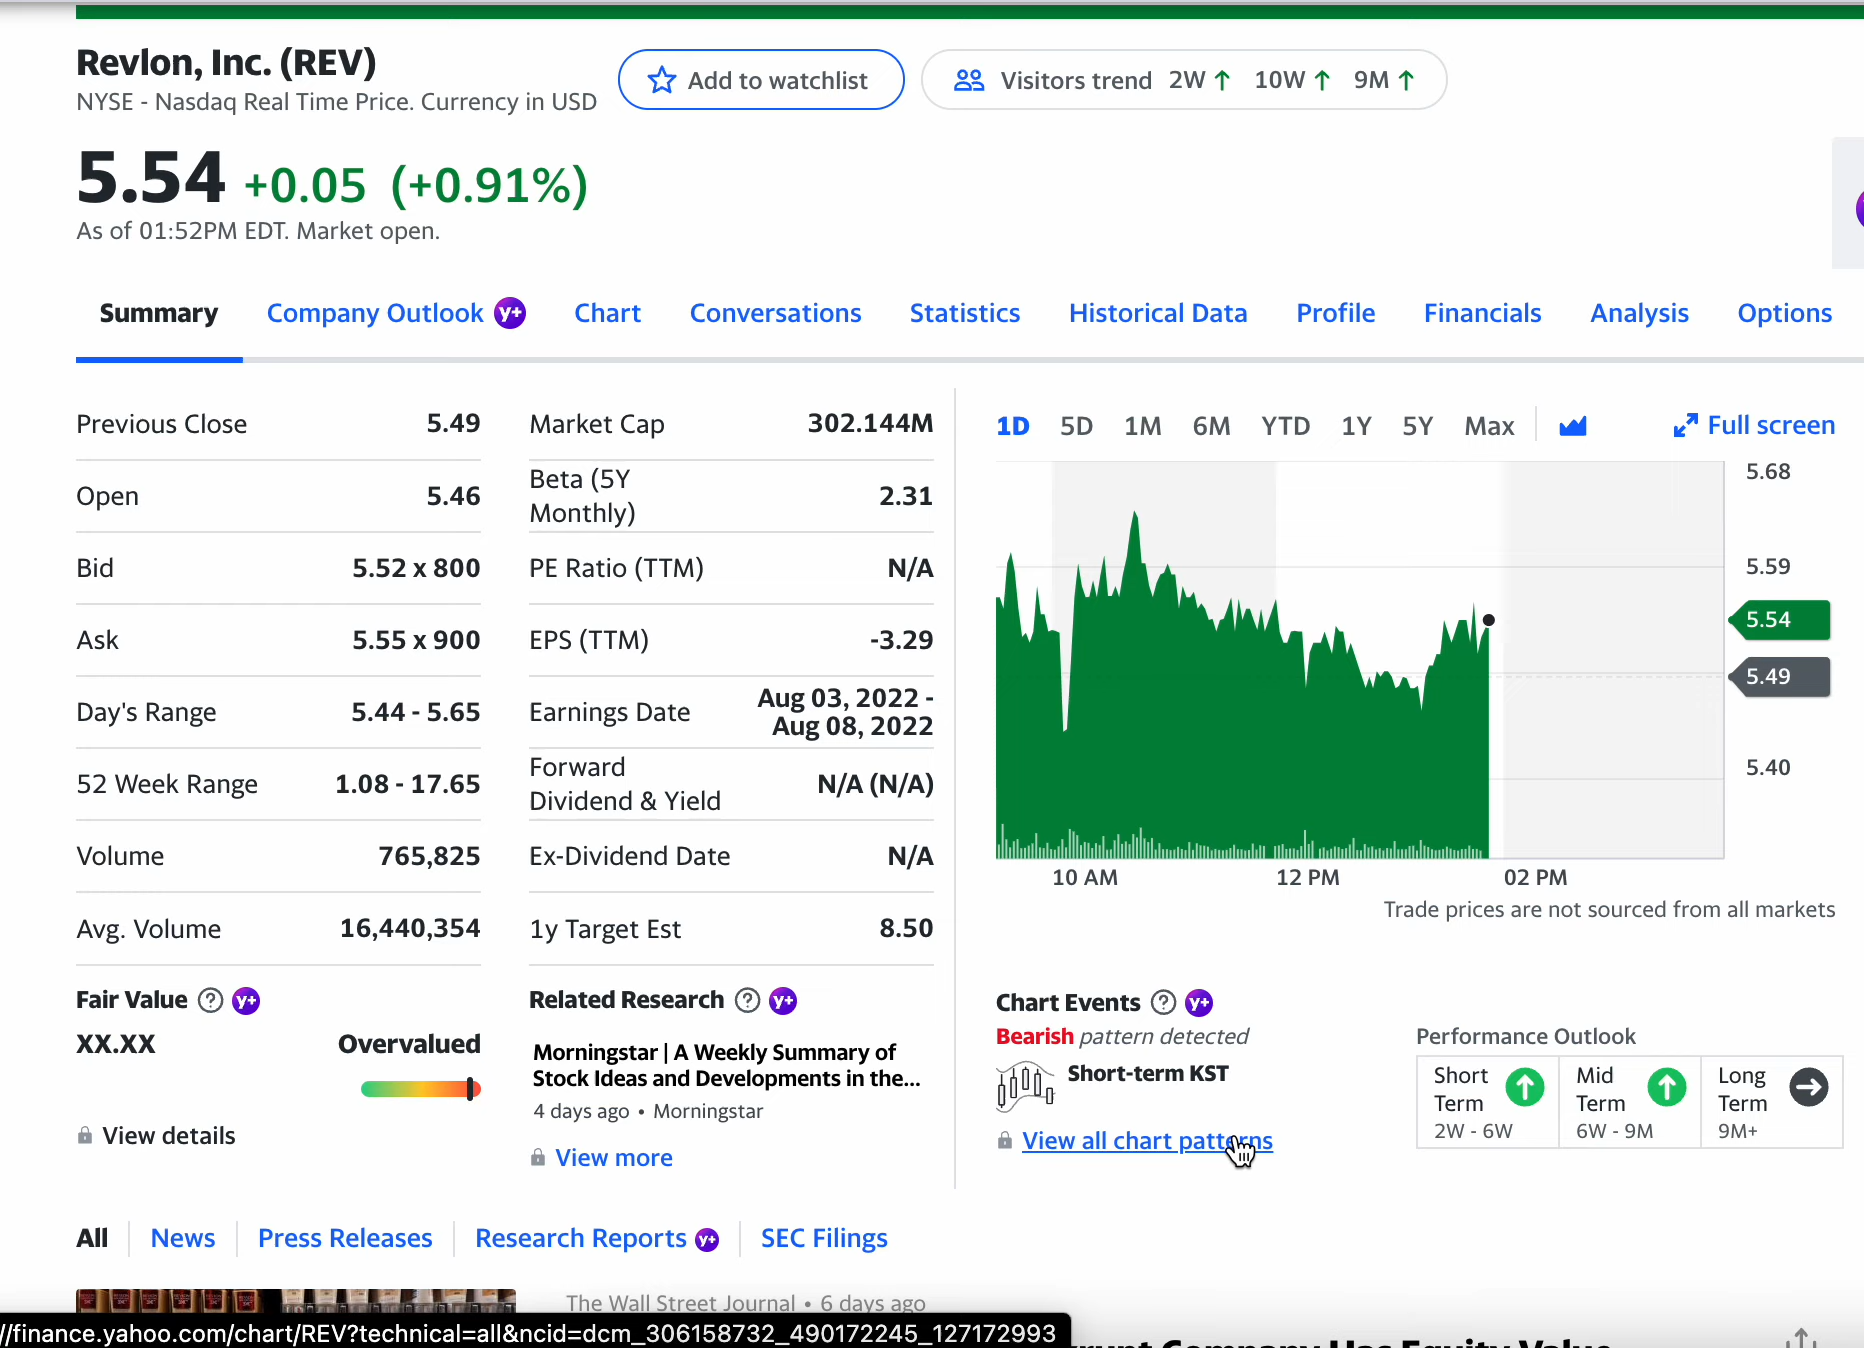 Revlon, Inc. (REV)
NYSE - Nasdaq Real Time Price. Currency in USD
Add to watchlist
Visitors trend 2W 10W 9M
5.54 +0.05 (+0.91%)
As of 01:52PM EDT. Market open.
Summary Company Outlook y+ Chart Conversations Statistics Historical Data Profile Financials Analysis Options
Previous Close 5.49
Open 5.46
Bid 5.52 x 800
Ask 5.55 x 900
Day's Range 5.44 - 5.65
52 Week Range 1.08 - 17.65
Volume 765,825
Avg. Volume 16,440,354
Market Cap 302.144M
Beta (5Y
Monthly) 2.31
PE Ratio (TTM) N/A
EPS (TTM) -3.29
Earnings Date Aug 03, 2022 -
Aug 08, 2022
Forward
Dividend & Yield N/A (N/A)
Ex-Dividend Date N/A
1y Target Est 8.50
1D 5D 1M 6M YTD 1Y 5Y Max Full screen
5.68
5.59
5.54
5.49
5.40
10 AM 12 PM 02 PM
Trade prices are not sourced from all markets
Fair Value ? y+
XX.XX Overvalued
View details
Related Research ? y+
Morningstar | A Weekly Summary of
Stock Ideas and Developments in the...
4 days ago • Morningstar
View more
Chart Events ? y+
Bearish pattern detected
Short-term KST
View all chart patterns
Performance Outlook
Short
Term
2W - 6W
Mid
Term
6W - 9M
Long
Term
9M+
All News Press Releases Research Reports y+ SEC Filings
The Wall Street Journal • 6 days ago
//finance.yahoo.com/chart/REV?technical=all&ncid=dcm_306158732_490172245_127172993
Company Has Equity Value